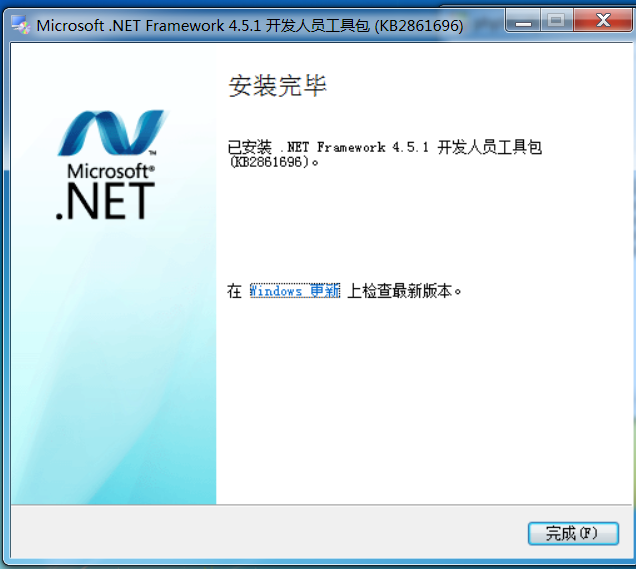 Microsoft .NET Framework 4.5.1 开发人员工具包 (KB2861696)
安装完毕
Microsoft®
.NET
TM
已安装 .NET Framework 4.5.1 开发人员工具包
(KB2861696)。
在 Windows 更新 上检查最新版本。
完成(F)